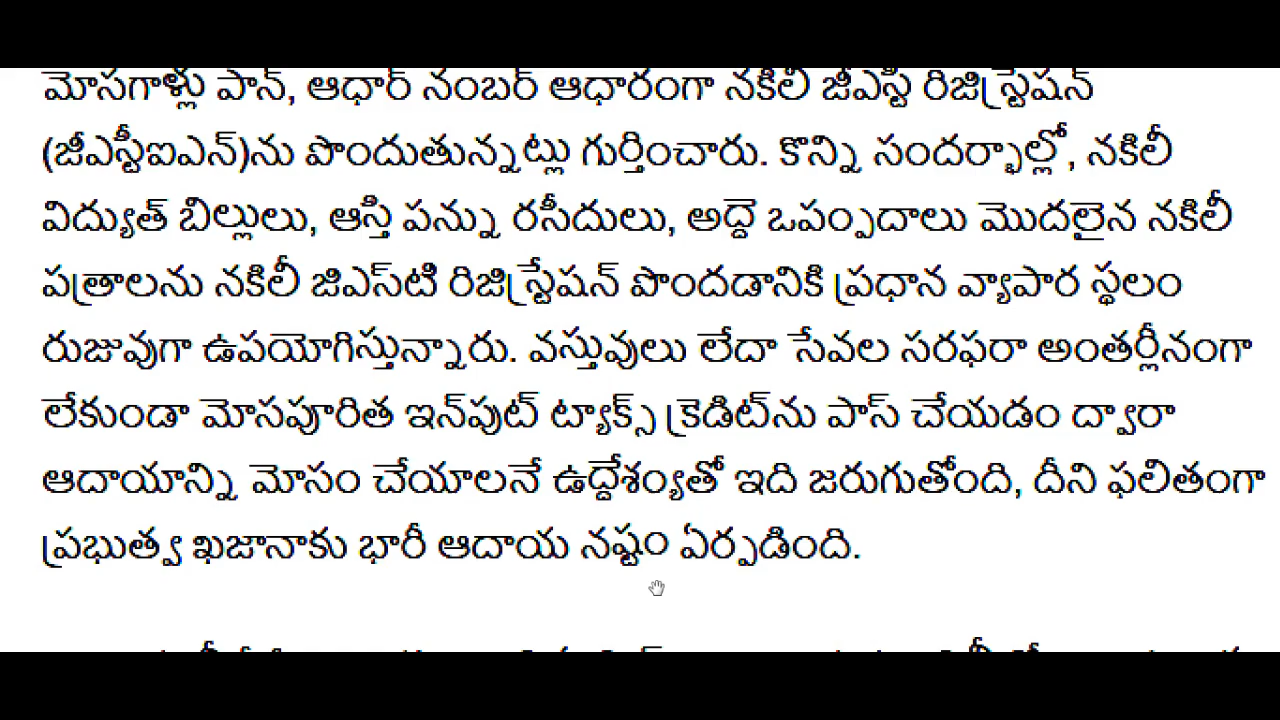 మోసగాళ్లు పాన్, ఆధార్ నంబర్ ఆధారంగా నకిలీ జీఎస్టీ రిజిస్ట్రేషన్
(జీఎస్టీఐఎన్)ను పొందుతున్నట్లు గుర్తించారు. కొన్ని సందర్భాల్లో, నకిలీ
విద్యుత్ బిల్లులు, ఆస్తి పన్ను రసీదులు, అద్దె ఒపంప్పదాలు మొదలైన నకిలీ
పత్రాలను నకిలీ జిఎస్‌టి రిజిస్ట్రేషన్ పొందడానికి ప్రధాన వ్యాపార స్థలం
రుజువుగా ఉపయోగిస్తున్నారు. వస్తువులు లేదా సేవల సరఫరా అంతర్లీనంగా
లేకుండా మోసపూరిత ఇన్‌పుట్ ట్యాక్స్ క్రెడిట్‌ను పాస్ చేయడం ద్వారా
ఆదాయాన్ని మోసం చేయాలనే ఉద్దేశ్యంతో ఇది జరుగుతోంది, దీని ఫలితంగా
ప్రభుత్వ ఖజానాకు భారీ ఆదాయ నష్టం ఏర్పడింది.